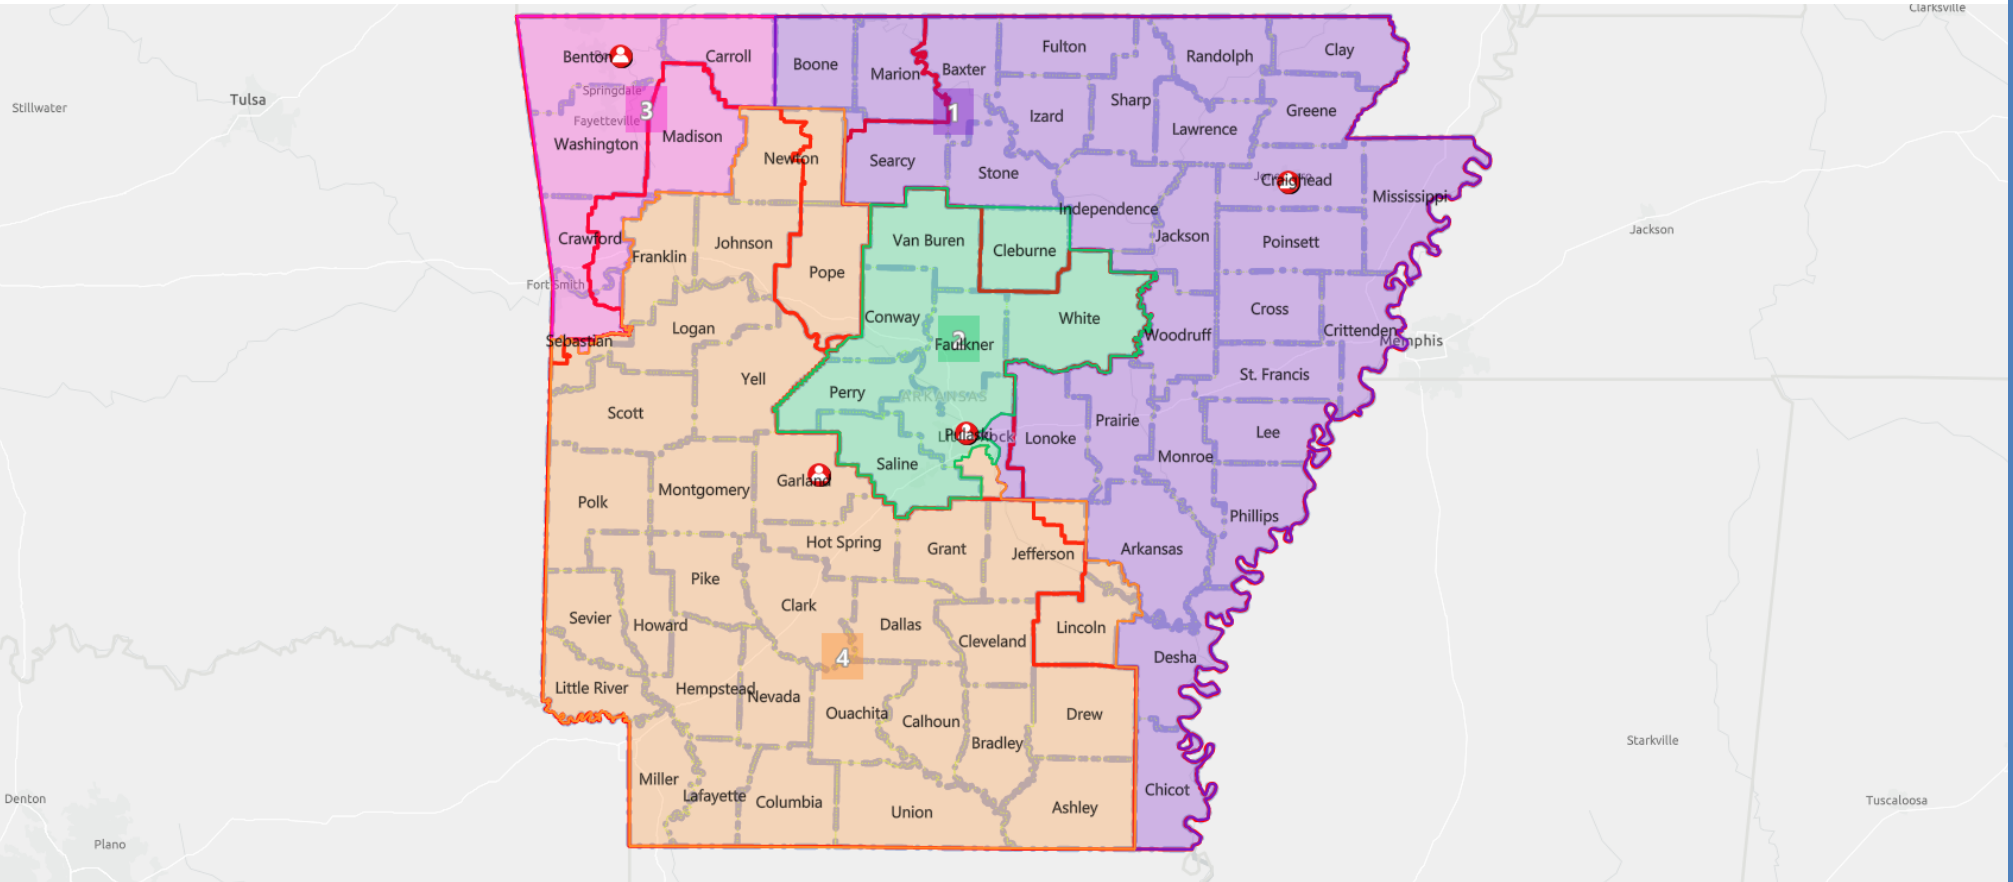 Clarksville
Benton
Carroll
Boone
Marion
Baxter
Fulton
Randolph
Clay
Stillwater
Tulsa
Springdale
3
1
Sharp
Izard
Greene
Fayetteville
Washington
Madison
Newton
Searcy
Stone
Lawrence
Craighead
Mississippi
Independence
Jackson
Poinsett
Jackson
Crawford
Franklin
Johnson
Pope
Van Buren
Cleburne
Fort Smith
Logan
Conway
White
Cross
Crittenden
Sebastian
2
Faulkner
Woodruff
Memphis
Yell
Perry
ARKANSAS
St. Francis
Scott
Prairie
Lee
Pulaski
Lonoke
Saline
Monroe
Garland
Polk
Montgomery
Phillips
Hot Spring
Grant
Jefferson
Arkansas
Pike
Clark
Sevier
Howard
Dallas
Cleveland
Lincoln
4
Desha
Little River
Hempstead
Nevada
Ouachita
Calhoun
Drew
Bradley
Starkville
Miller
Lafayette
Columbia
Union
Ashley
Chicot
Denton
Tuscaloosa
Plano